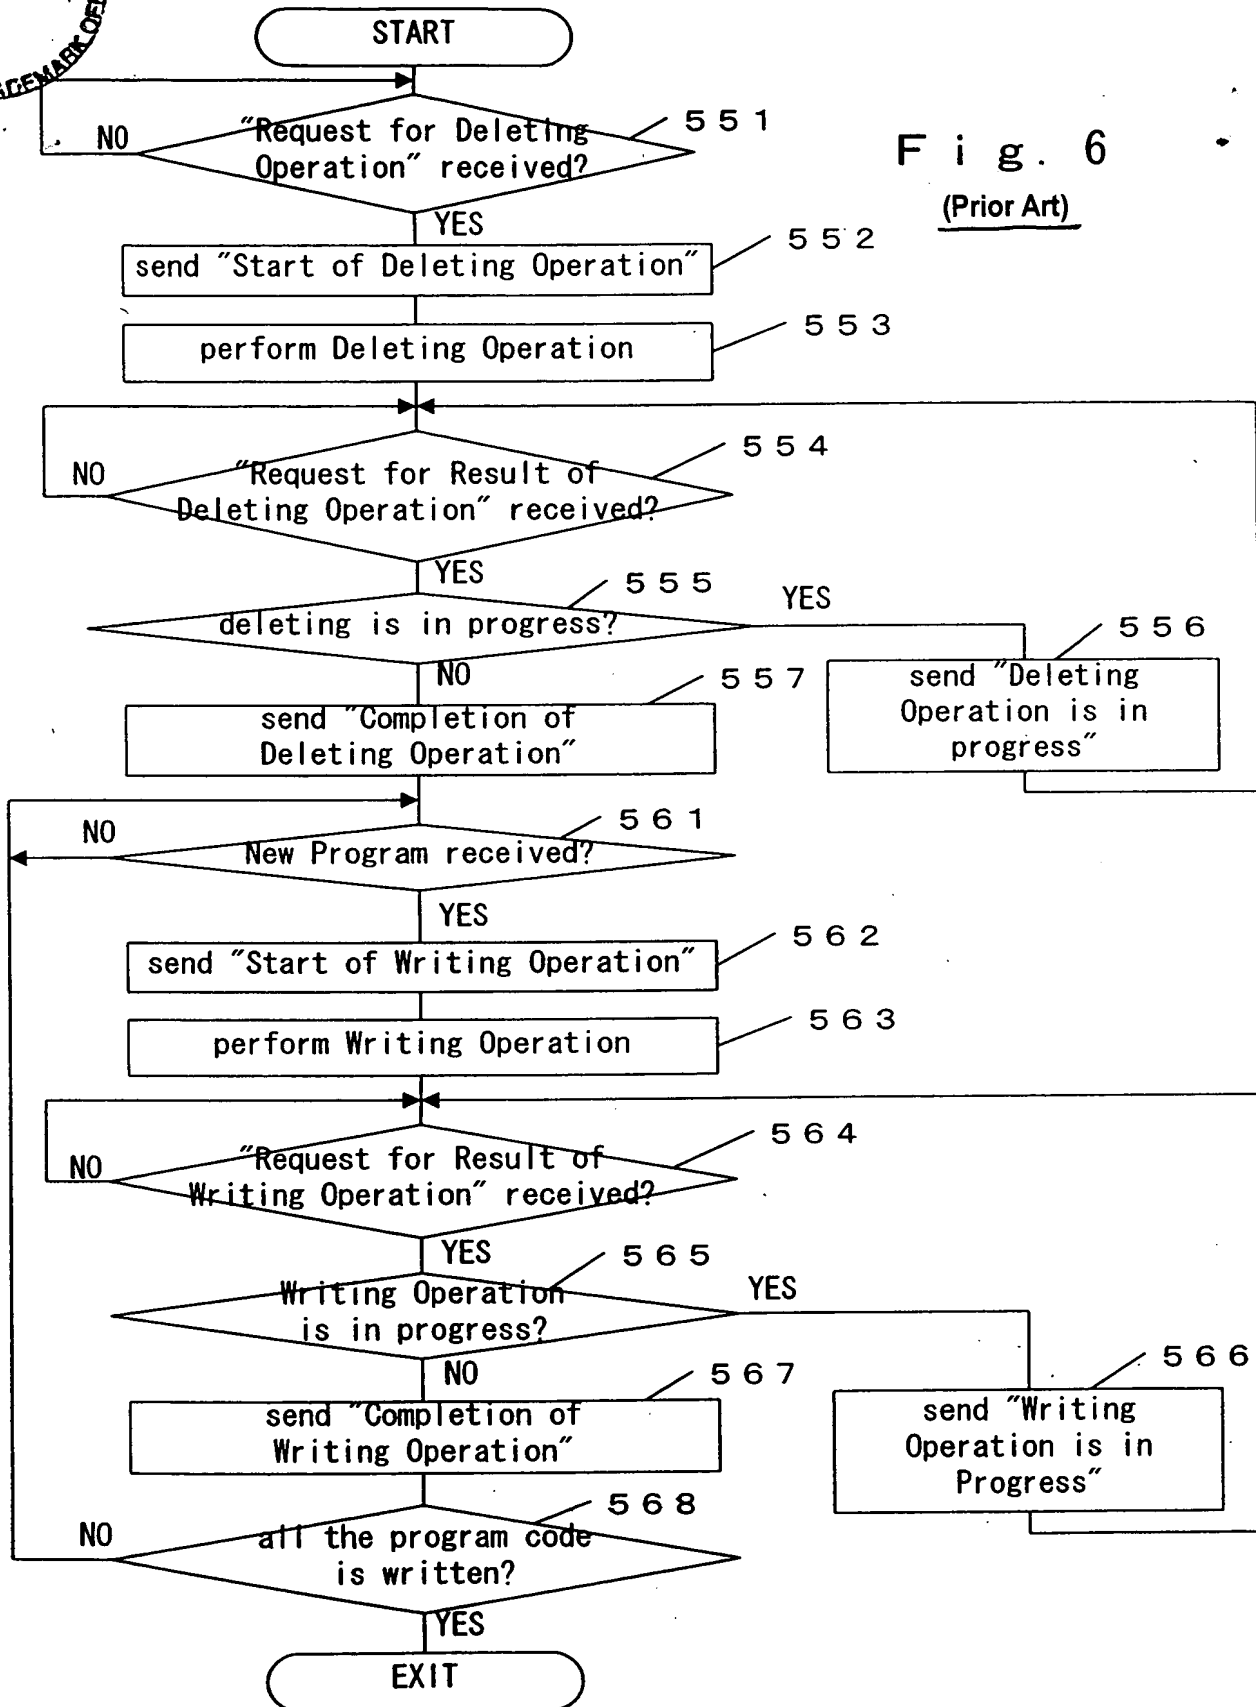 START
NO
"Request for Deleting
Operation" received?
551
Fig. 6
(Prior Art)
YES
send "Start of Deleting Operation"
552
perform Deleting Operation
553
NO
"Request for Result of
Deleting Operation" received?
554
YES
deleting is in progress?
555
YES
556
send "Deleting
Operation is in
progress"
NO
557
send "Completion of
Deleting Operation"
NO
New Program received?
561
YES
send "Start of Writing Operation"
562
perform Writing Operation
563
NO
"Request for Result of
Writing Operation" received?
564
YES
Writing Operation
is in progress?
565
YES
566
send "Writing
Operation is in
Progress"
NO
567
send "Completion of
Writing Operation"
568
NO
all the program code
is written?
YES
EXIT